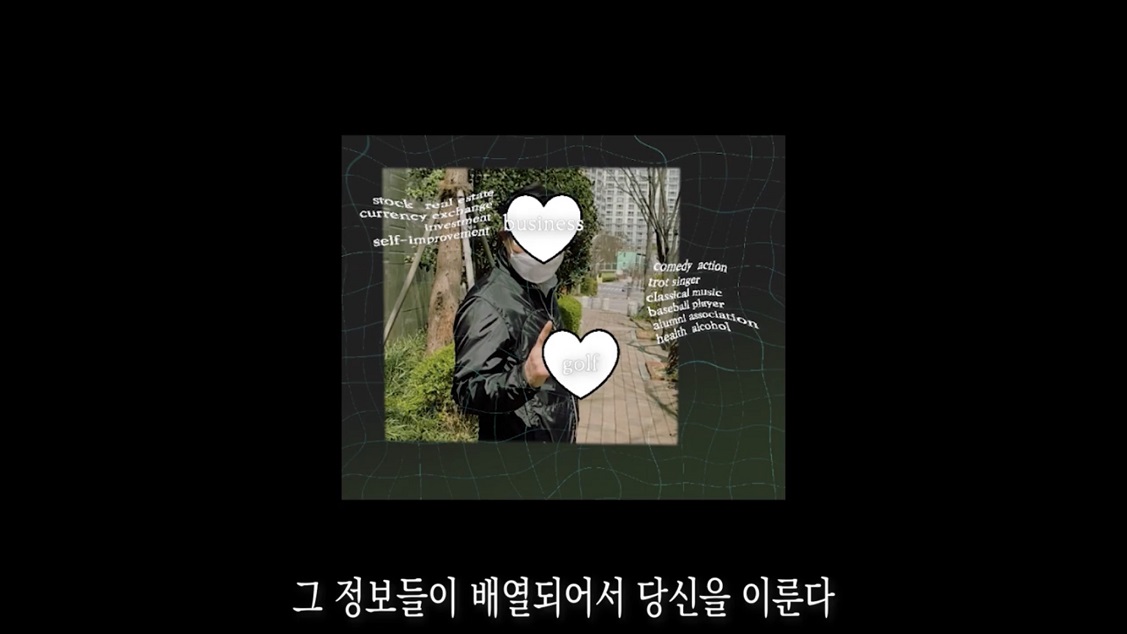 stock real estate
currency exchange
investment
self-improvement
business
comedy action
trot singer
classical music
baseball player
alumni association
health alcohol
golf
그 정보들이 배열되어서 당신을 이룬다